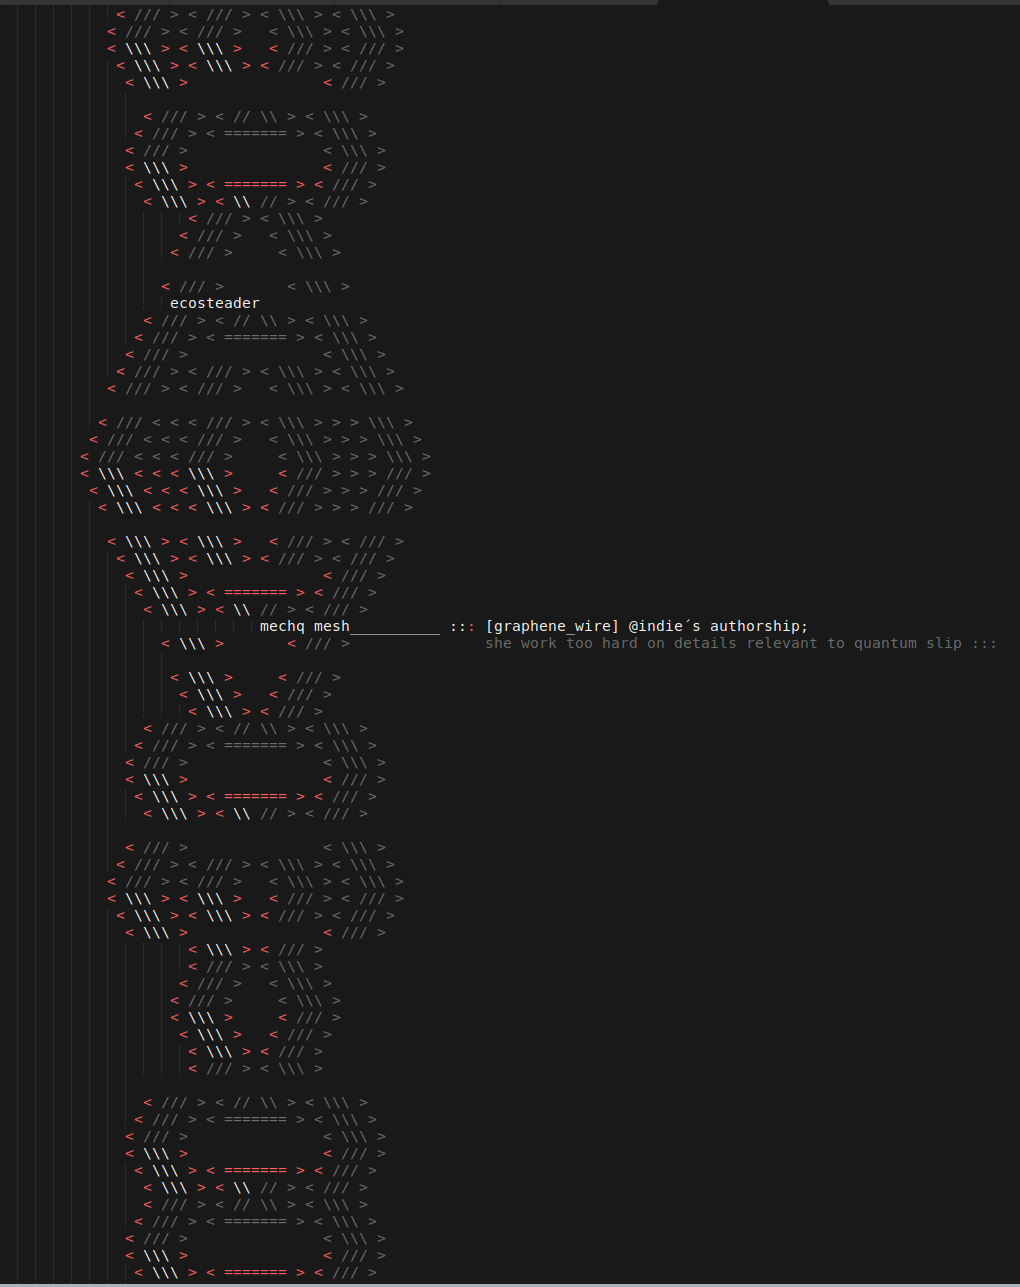 < /// > < /// > < \\\ > < \\\ >
< /// > < /// >   < \\\ > < \\\ >
< \\\ > < \\\ >   < /// > < /// >
< \\\ > < \\\ > < /// > < /// >
< \\\ >               < /// >
< /// > < // \\ > < \\\ >
< /// > < ======= > < \\\ >
< /// >               < \\\ >
< \\\ >               < /// >
< \\\ > < ======= > < /// >
< \\\ > < \\ // > < /// >
< /// > < \\\ >
< /// >   < \\\ >
< /// >     < \\\ >
< /// >       < \\\ >
ecosteader
< /// > < // \\ > < \\\ >
< /// > < ======= > < \\\ >
< /// >               < \\\ >
< /// > < /// > < \\\ > < \\\ >
< /// > < /// >   < \\\ > < \\\ >
< /// < < < /// > < \\\ > > > \\\ >
< /// < < < /// >   < \\\ > > > \\\ >
< /// < < < /// >     < \\\ > > > \\\ >
< \\\ < < < \\\ >     < /// > > > /// >
< \\\ < < < \\\ >   < /// > > > /// >
< \\\ < < < \\\ > < /// > > > /// >
< \\\ > < \\\ >   < /// > < /// >
< \\\ > < \\\ > < /// > < /// >
< \\\ >               < /// >
< \\\ > < ======= > < /// >
< \\\ > < \\ // > < /// >
mechq mesh__________ ::: [graphene_wire] @indie´s authorship;
< \\\ >       < /// >               she work too hard on details relevant to quantum slip :::
< \\\ >     < /// >
< \\\ >   < /// >
< \\\ > < /// >
< /// > < // \\ > < \\\ >
< /// > < ======= > < \\\ >
< /// >               < \\\ >
< \\\ >               < /// >
< \\\ > < ======= > < /// >
< \\\ > < \\ // > < /// >
< /// >               < \\\ >
< /// > < /// > < \\\ > < \\\ >
< /// > < /// >   < \\\ > < \\\ >
< \\\ > < \\\ >   < /// > < /// >
< \\\ > < \\\ > < /// > < /// >
< \\\ >               < /// >
< \\\ > < /// >
< /// > < \\\ >
< /// >   < \\\ >
< /// >     < \\\ >
< \\\ >     < /// >
< \\\ >   < /// >
< \\\ > < /// >
< /// > < \\\ >
< /// > < // \\ > < \\\ >
< /// > < ======= > < \\\ >
< /// >               < \\\ >
< \\\ >               < /// >
< \\\ > < ======= > < /// >
< \\\ > < \\ // > < /// >
< /// > < // \\ > < \\\ >
< /// > < ======= > < \\\ >
< /// >               < \\\ >
< \\\ >               < /// >
< \\\ > < ======= > < /// >